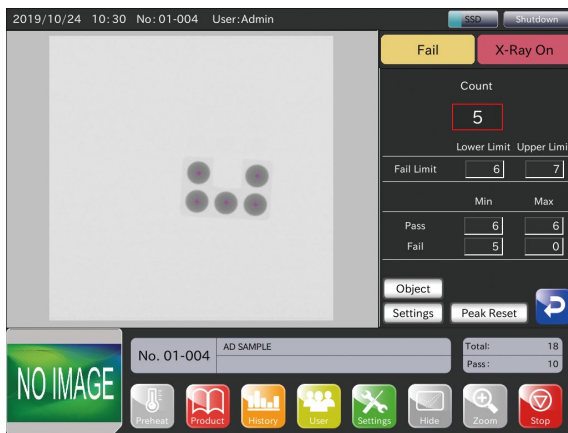 2019/10/24 10:30 No: 01-004 User:Admin SSD Shutdown
Fail X-Ray On
Count
5
Lower Limit Upper Limi
Fail Limit 6 7
Min Max
Pass 6 6
Fail 5 0
Object
Settings Peak Reset
NO IMAGE
No. 01-004 AD SAMPLE
Total: 18
Pass: 10
Preheat Product History User Settings Hide Zoom Stop